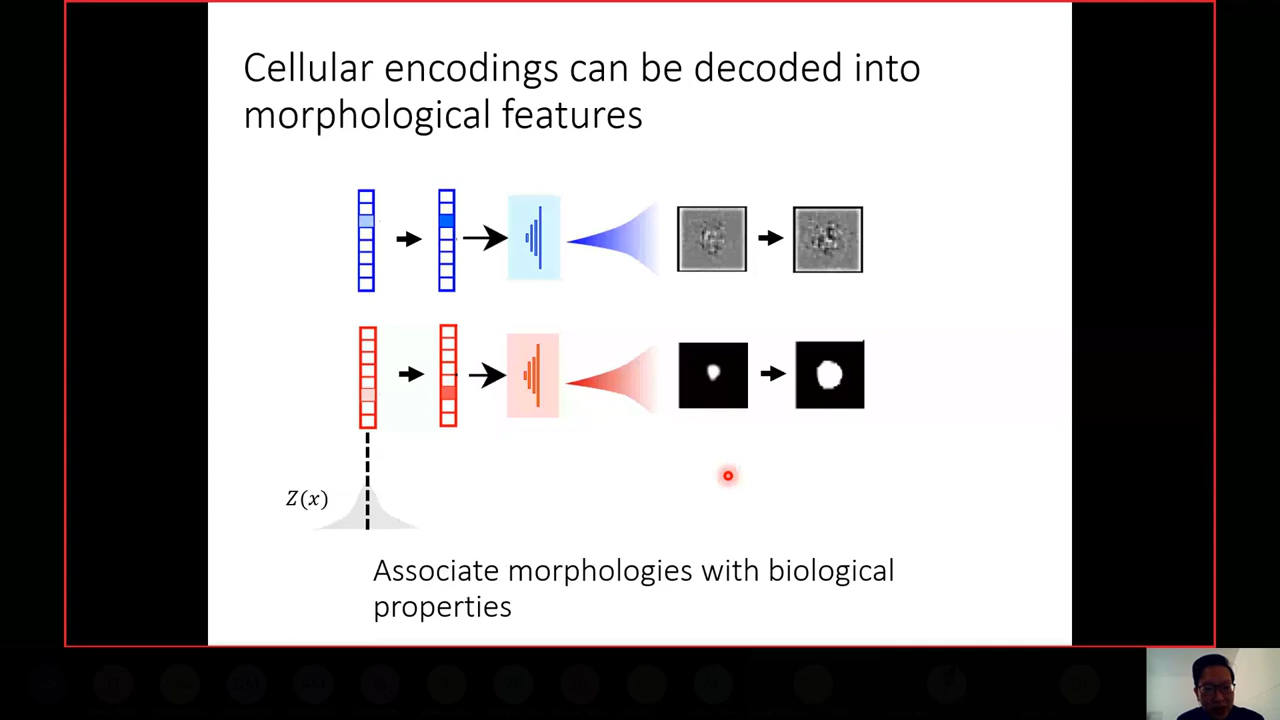 Cellular encodings can be decoded into
morphological features
Z(x)
Associate morphologies with biological
properties